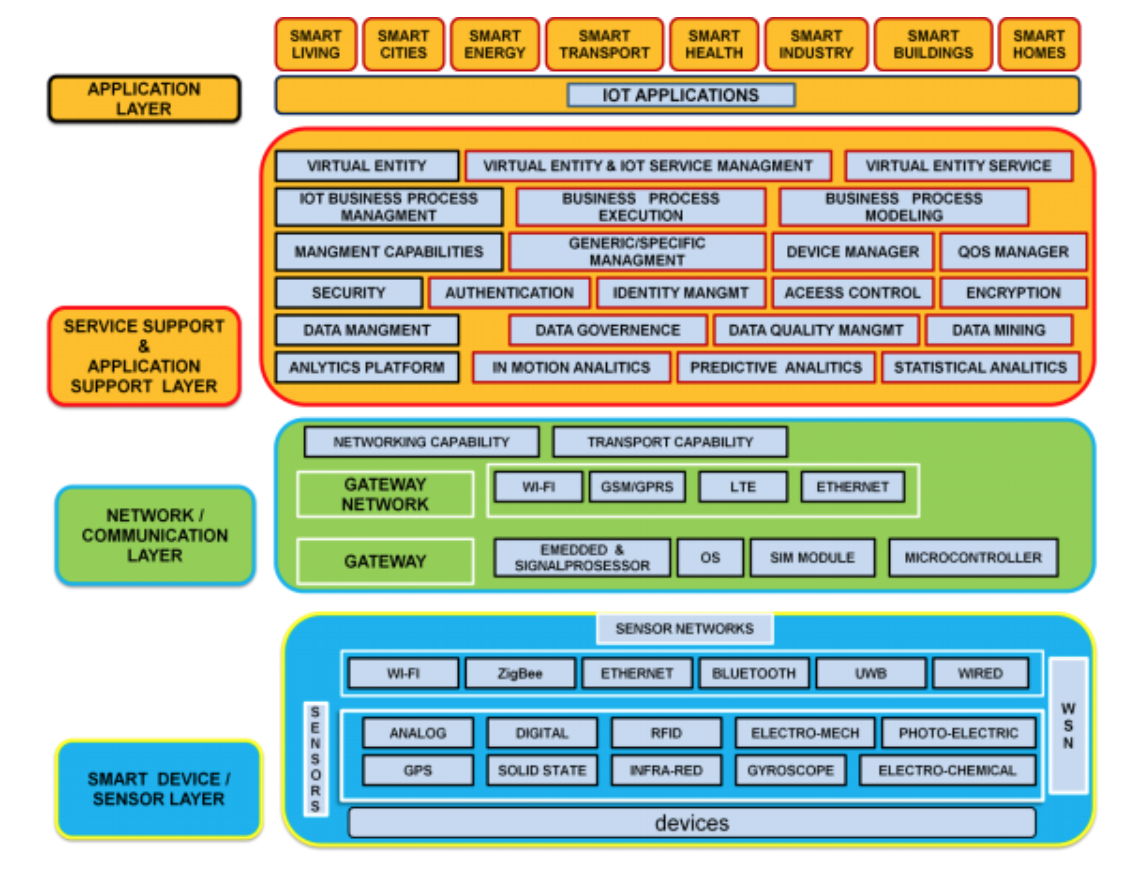 SMART LIVING
SMART CITIES
SMART ENERGY
SMART TRANSPORT
SMART HEALTH
SMART INDUSTRY
SMART BUILDINGS
SMART HOMES
APPLICATION
LAYER
IOT APPLICATIONS
SERVICE SUPPORT
&
APPLICATION
SUPPORT LAYER
VIRTUAL ENTITY
VIRTUAL ENTITY & IOT SERVICE MANAGMENT
VIRTUAL ENTITY SERVICE
IOT BUSINESS PROCESS
MANAGMENT
BUSINESS PROCESS
EXECUTION
BUSINESS PROCESS
MODELING
MANGMENT CAPABILITIES
GENERIC/SPECIFIC
MANAGMENT
DEVICE MANAGER
QOS MANAGER
SECURITY
AUTHENTICATION
IDENTITY MANGMT
ACEESS CONTROL
ENCRYPTION
DATA MANGMENT
DATA GOVERNENCE
DATA QUALITY MANGMT
DATA MINING
ANLYTICS PLATFORM
IN MOTION ANALITICS
PREDICTIVE ANALITICS
STATISTICAL ANALITICS
NETWORK /
COMMUNICATION
LAYER
NETWORKING CAPABILITY
TRANSPORT CAPABILITY
GATEWAY
NETWORK
WI-FI
GSM/GPRS
LTE
ETHERNET
GATEWAY
EMEDDED &
SIGNALPROSESSOR
OS
SIM MODULE
MICROCONTROLLER
SMART DEVICE /
SENSOR LAYER
SENSOR NETWORKS
WI-FI
ZigBee
ETHERNET
BLUETOOTH
UWB
WIRED
SENSORS
ANALOG
DIGITAL
RFID
ELECTRO-MECH
PHOTO-ELECTRIC
GPS
SOLID STATE
INFRA-RED
GYROSCOPE
ELECTRO-CHEMICAL
WSN
devices